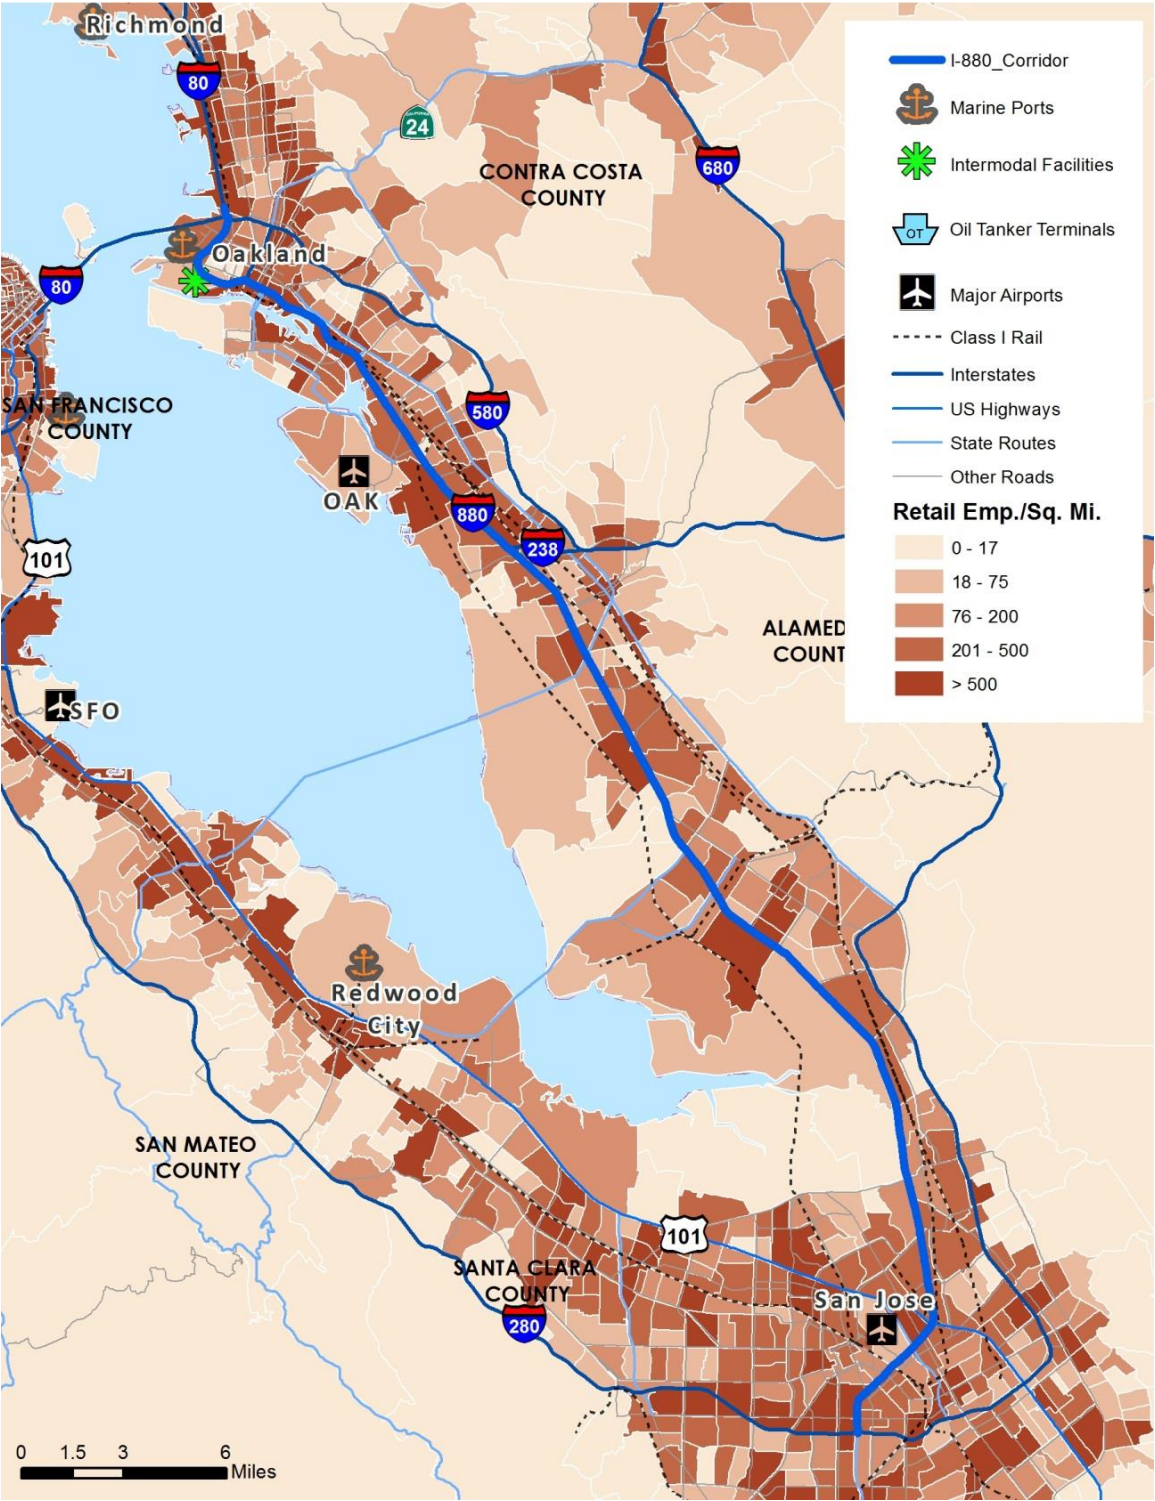 Richmond
80
24
CONTRA COSTA
COUNTY
680
Oakland
80
SAN FRANCISCO
COUNTY
580
OAK
880
238
101
ALAMED
COUNT
SFO
Redwood
City
SAN MATEO
COUNTY
101
SANTA CLARA
COUNTY
280
San Jose
0 1.5 3 6
Miles
I-880_Corridor
Marine Ports
Intermodal Facilities
OT
Oil Tanker Terminals
Major Airports
Class I Rail
Interstates
US Highways
State Routes
Other Roads
Retail Emp./Sq. Mi.
0 - 17
18 - 75
76 - 200
201 - 500
> 500